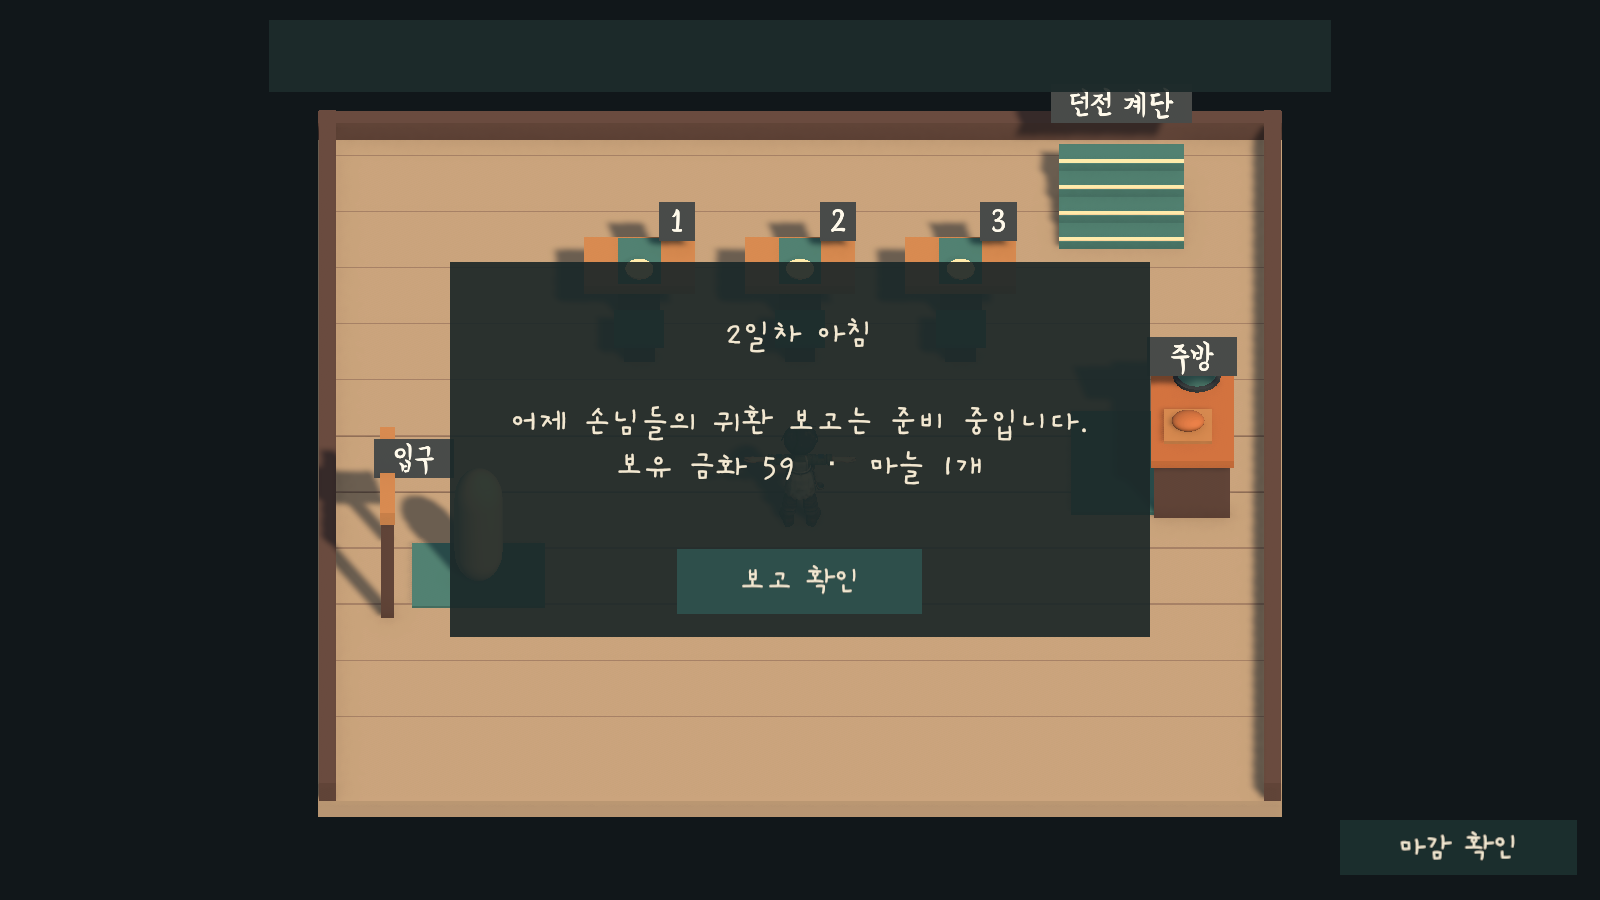 던전 계단
1
2
3
2일차 아침
주방
어제 손님들의 귀환 보고는 준비 중입니다.
입구
보유 금화 59 · 마늘 1개
보고 확인
마감 확인